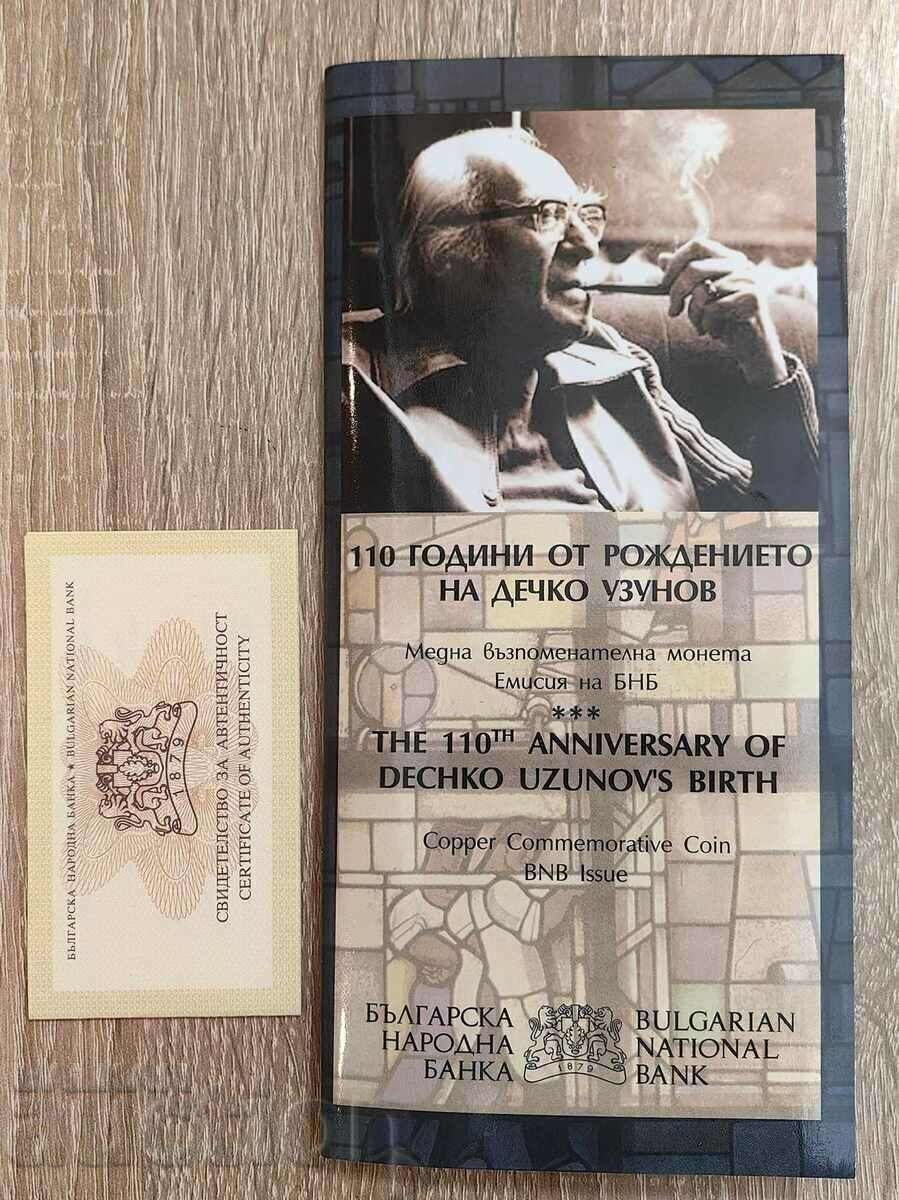 БЪЛГАРСКА НАРОДНА БАНКА ★ BULGARIAN NATIONAL BANK
1879
СВИДЕТЕЛСТВО ЗА АВТЕНТИЧНОСТ
CERTIFICATE OF AUTHENTICITY
110 ГОДИНИ ОТ РОЖДЕНИЕТО
НА ДЕЧКО УЗУНОВ
Медна възпоменателна монета
Емисия на БНБ
***
THE 110TH ANNIVERSARY OF
DECHKO UZUNOV'S BIRTH
Copper Commemorative Coin
BNB Issue
БЪЛГАРСКА
НАРОДНА
БАНКА
1879
BULGARIAN
NATIONAL
BANK